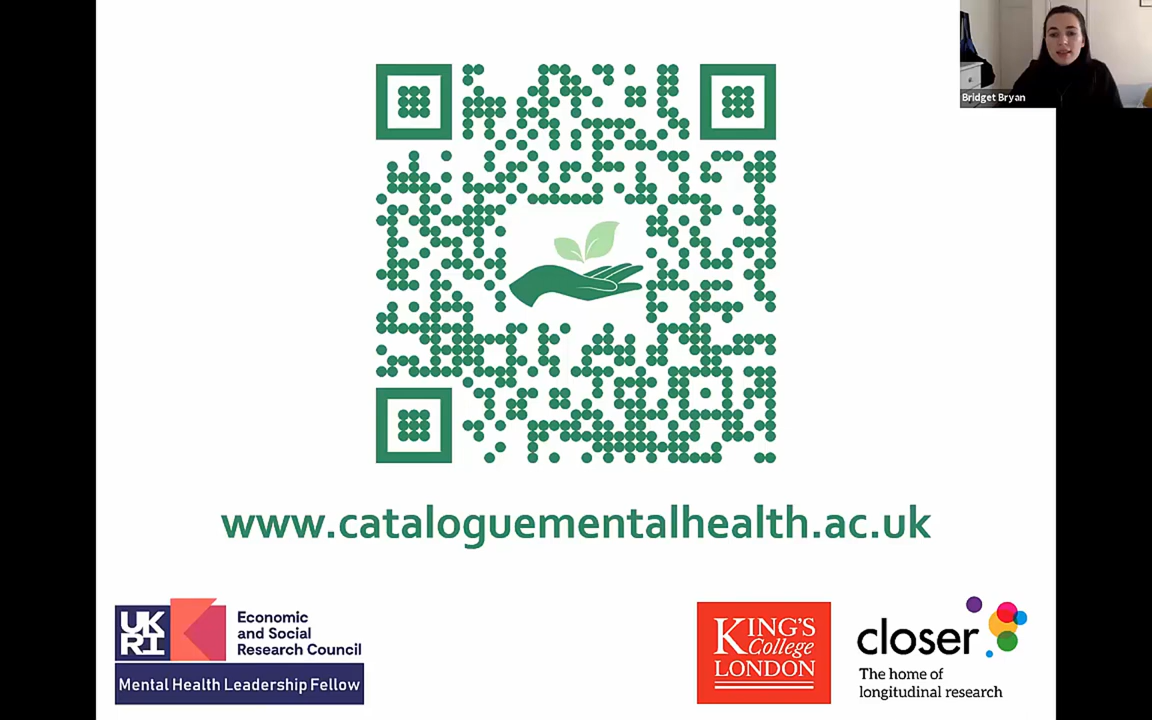 Bridget Bryan
www.cataloguementalhealth.ac.uk
UK
RI
Economic
and Social
Research Council
Mental Health Leadership Fellow
KING'S
College
LONDON
closer
The home of
longitudinal research